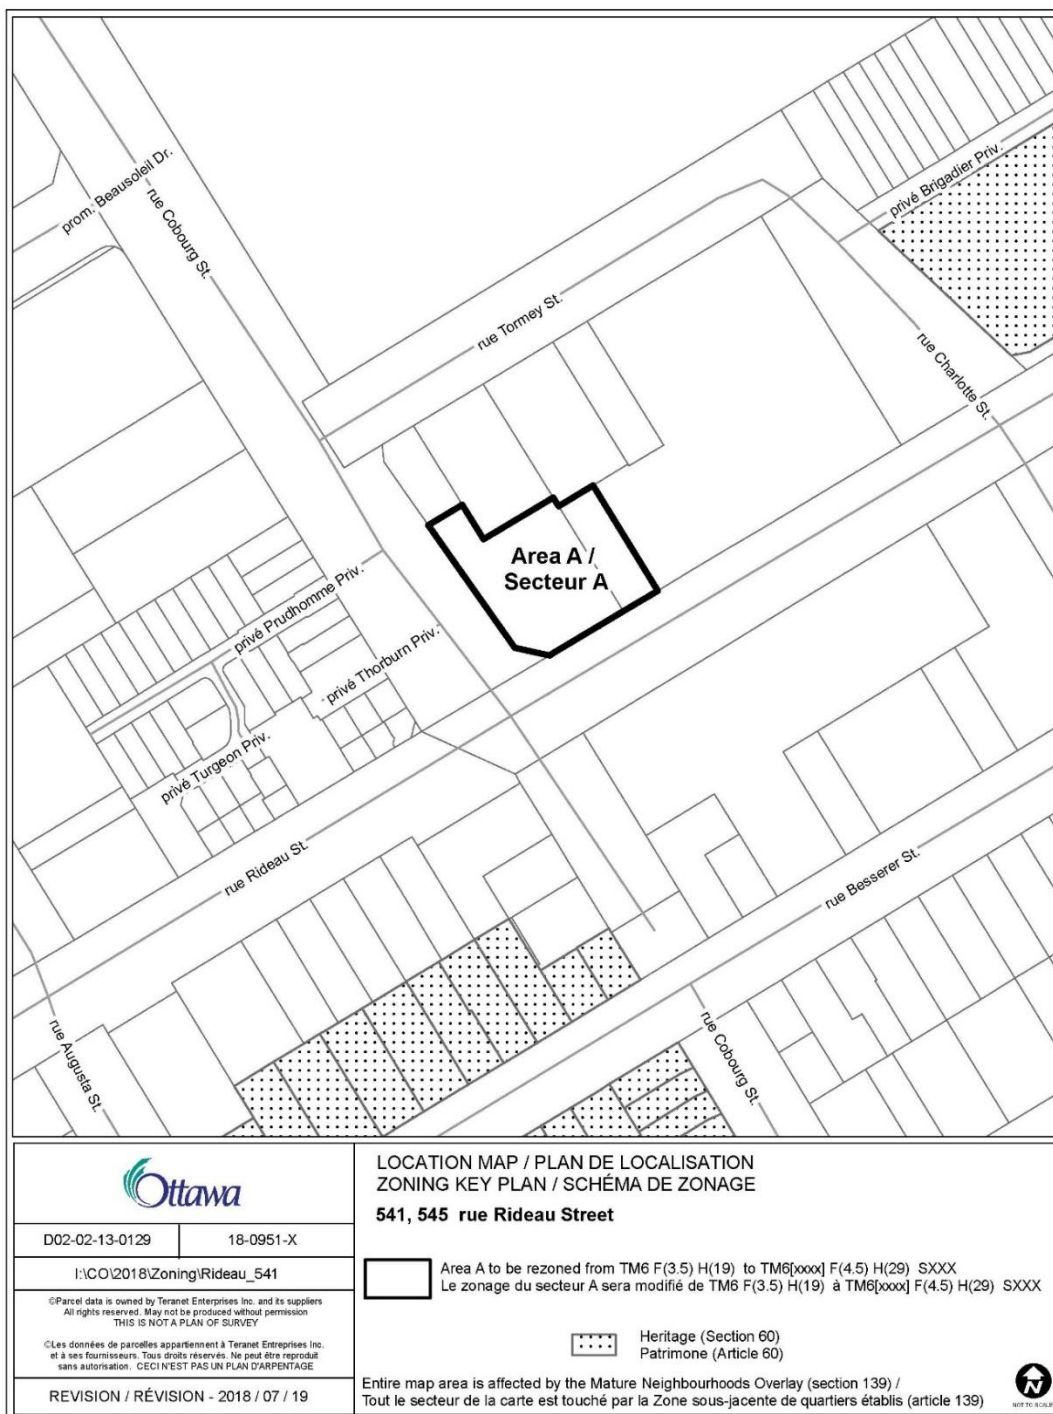 prom. Beausoleil Dr.
rue Cobourg St.
privé Brigadier Priv.
rue Tormey St.
rue Charlotte St.
Area A /
Secteur A
privé Prudhomme Priv.
privé Thorburn Priv.
privé Turgeon Priv.
rue Rideau St.
rue Besserer St.
rue Augusta St.
rue Cobourg St.
Ottawa
D02-02-13-0129
18-0951-X
I:\CO\2018\Zoning\Rideau_541
©Parcel data is owned by Teranet Enterprises Inc. and its suppliers
All rights reserved. May not be produced without permission
THIS IS NOT A PLAN OF SURVEY
©Les données de parcelles appartiennent à Teranet Entreprises Inc.
et à ses fournisseurs. Tous droits réservés. Ne peut être reproduit
sans autorisation. CECI N'EST PAS UN PLAN D'ARPENTAGE
REVISION / RÉVISION - 2018 / 07 / 19
LOCATION MAP / PLAN DE LOCALISATION
ZONING KEY PLAN / SCHÉMA DE ZONAGE
541, 545 rue Rideau Street
Area A to be rezoned from TM6 F(3.5) H(19) to TM6[xxxx] F(4.5) H(29) SXXX
Le zonage du secteur A sera modifié de TM6 F(3.5) H(19) à TM6[xxxx] F(4.5) H(29) SXXX
Heritage (Section 60)
Patrimone (Article 60)
Entire map area is affected by the Mature Neighbourhoods Overlay (section 139) /
Tout le secteur de la carte est touché par la Zone sous-jacente de quartiers établis (article 139)
N
NOT TO SCALE